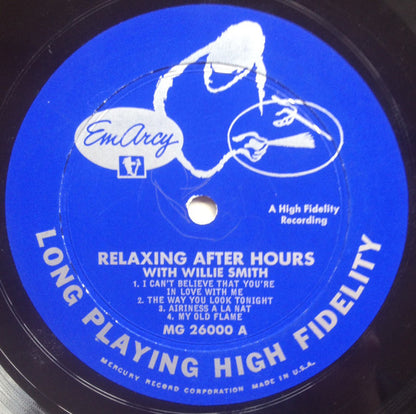 EmArcy
A High Fidelity
Recording
RELAXING AFTER HOURS
WITH WILLIE SMITH
1. I CAN'T BELIEVE THAT YOU'RE
IN LOVE WITH ME
2. THE WAY YOU LOOK TONIGHT
3. AIRINESS A LA NAT
4. MY OLD FLAME
MG 26000 A
LONG PLAYING HIGH FIDELITY
MERCURY RECORD CORPORATION MADE IN U.S.A.